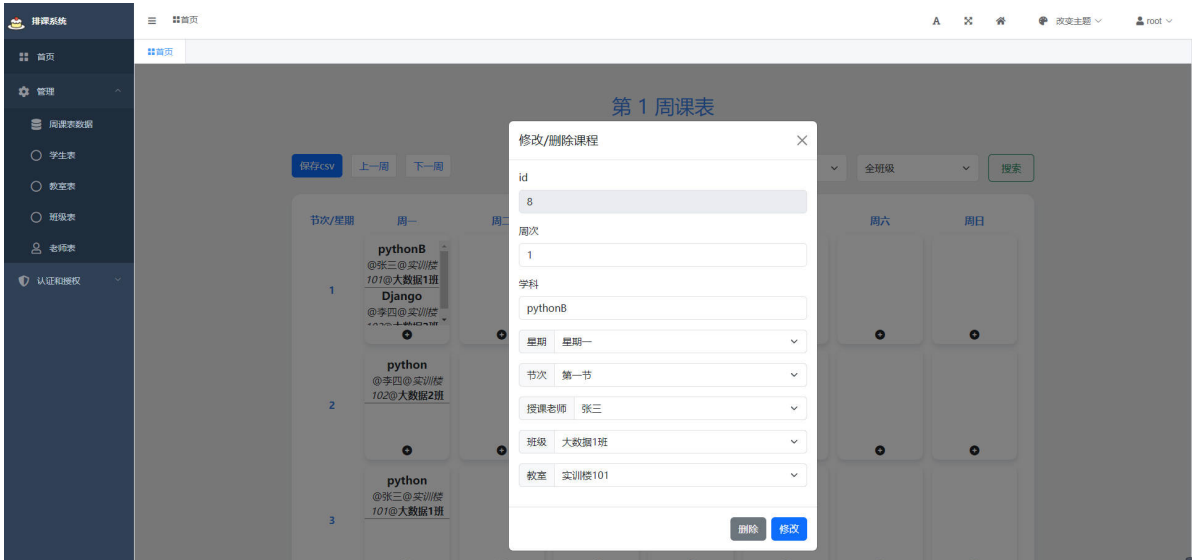 排课系统
首页
改变主题
root
首页
首页
管理
周课表数据
学生表
教室表
班级表
老师表
认证和授权
第 1 周课表
保存csv
上一周
下一周
全班级
搜索
节次/星期
周一
周二
周六
周日
1
pythonB
@张三@实训楼
101@大数据1班
Django
@李四@实训楼
2
python
@李四@实训楼
102@大数据2班
3
python
@张三@实训楼
101@大数据1班
修改/删除课程
id
8
周次
1
学科
pythonB
星期 星期一
节次 第一节
授课老师 张三
班级 大数据1班
教室 实训楼101
删除
修改